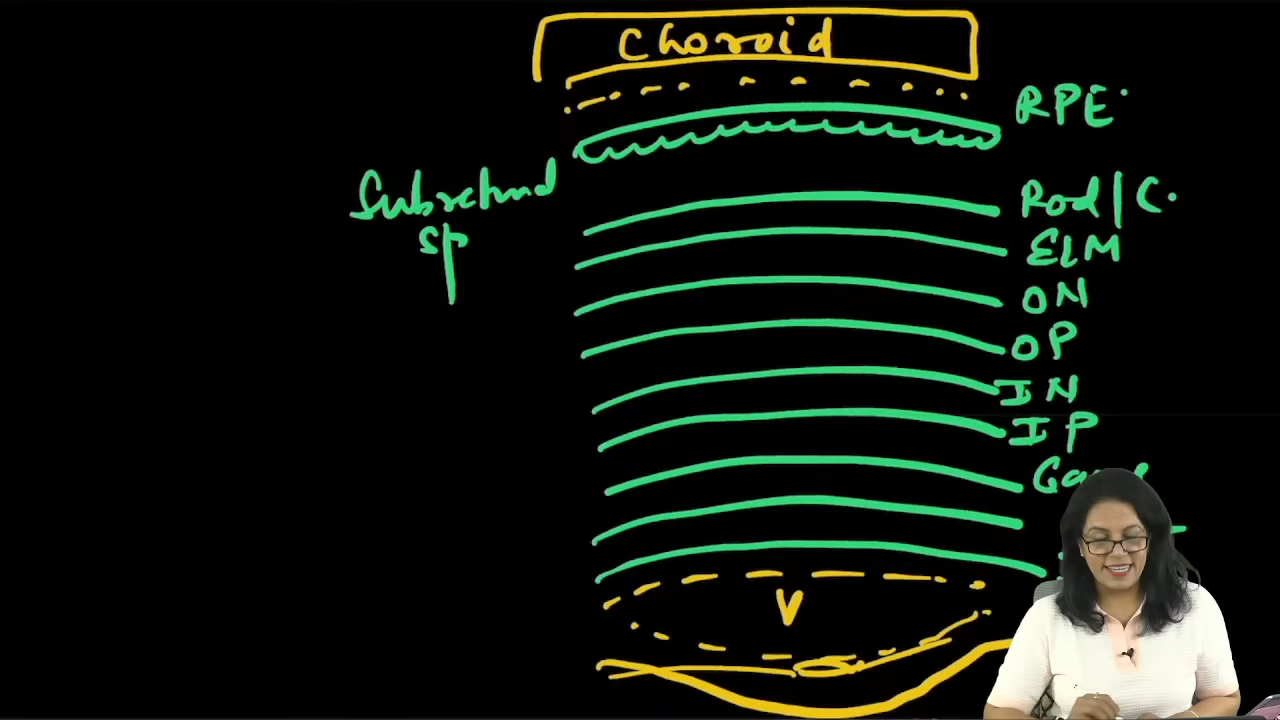 Choroid
RPE
Subretinal
sp
Rod/C.
ELM
ON
OP
IN
IP
V